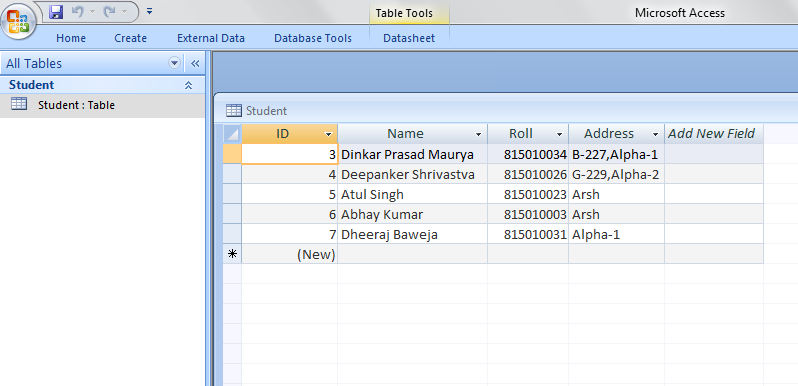 Table Tools Microsoft Access
Home Create External Data Database Tools Datasheet
All Tables
Student
Student : Table
Student
ID Name Roll Address Add New Field
3 Dinkar Prasad Maurya 815010034 B-227,Alpha-1
4 Deepanker Shrivastva 815010026 G-229,Alpha-2
5 Atul Singh 815010023 Arsh
6 Abhay Kumar 815010003 Arsh
7 Dheeraj Baweja 815010031 Alpha-1
(New)